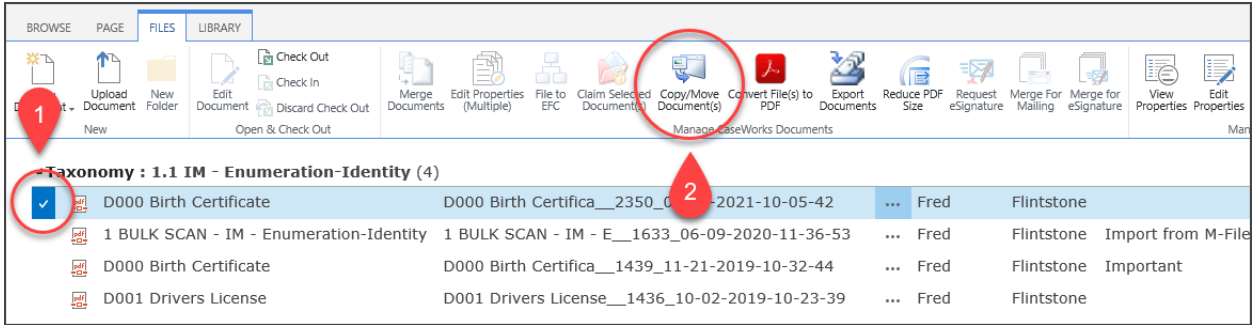 BROWSE PAGE FILES LIBRARY
Check Out
Check In
Discard Check Out
Upload Document
New Folder
Edit Document
Merge Documents
Edit Properties (Multiple)
File to EFC
Claim Selected Document(s)
Copy/Move Document(s)
Convert File(s) to PDF
Export Documents
Reduce PDF Size
Request eSignature
Merge For Mailing
Merge for eSignature
View Properties
Edit Properties
New Open & Check Out Manage CaseWorks Documents
1
Taxonomy : 1.1 IM - Enumeration-Identity (4)
2
D000 Birth Certificate D000 Birth Certifica__2350_ -2021-10-05-42 ... Fred Flintstone
1 BULK SCAN - IM - Enumeration-Identity 1 BULK SCAN - IM - E__1633_06-09-2020-11-36-53 ... Fred Flintstone Import from M-File
D000 Birth Certificate D000 Birth Certifica__1439_11-21-2019-10-32-44 ... Fred Flintstone Important
D001 Drivers License D001 Drivers License__1436_10-02-2019-10-23-39 ... Fred Flintstone